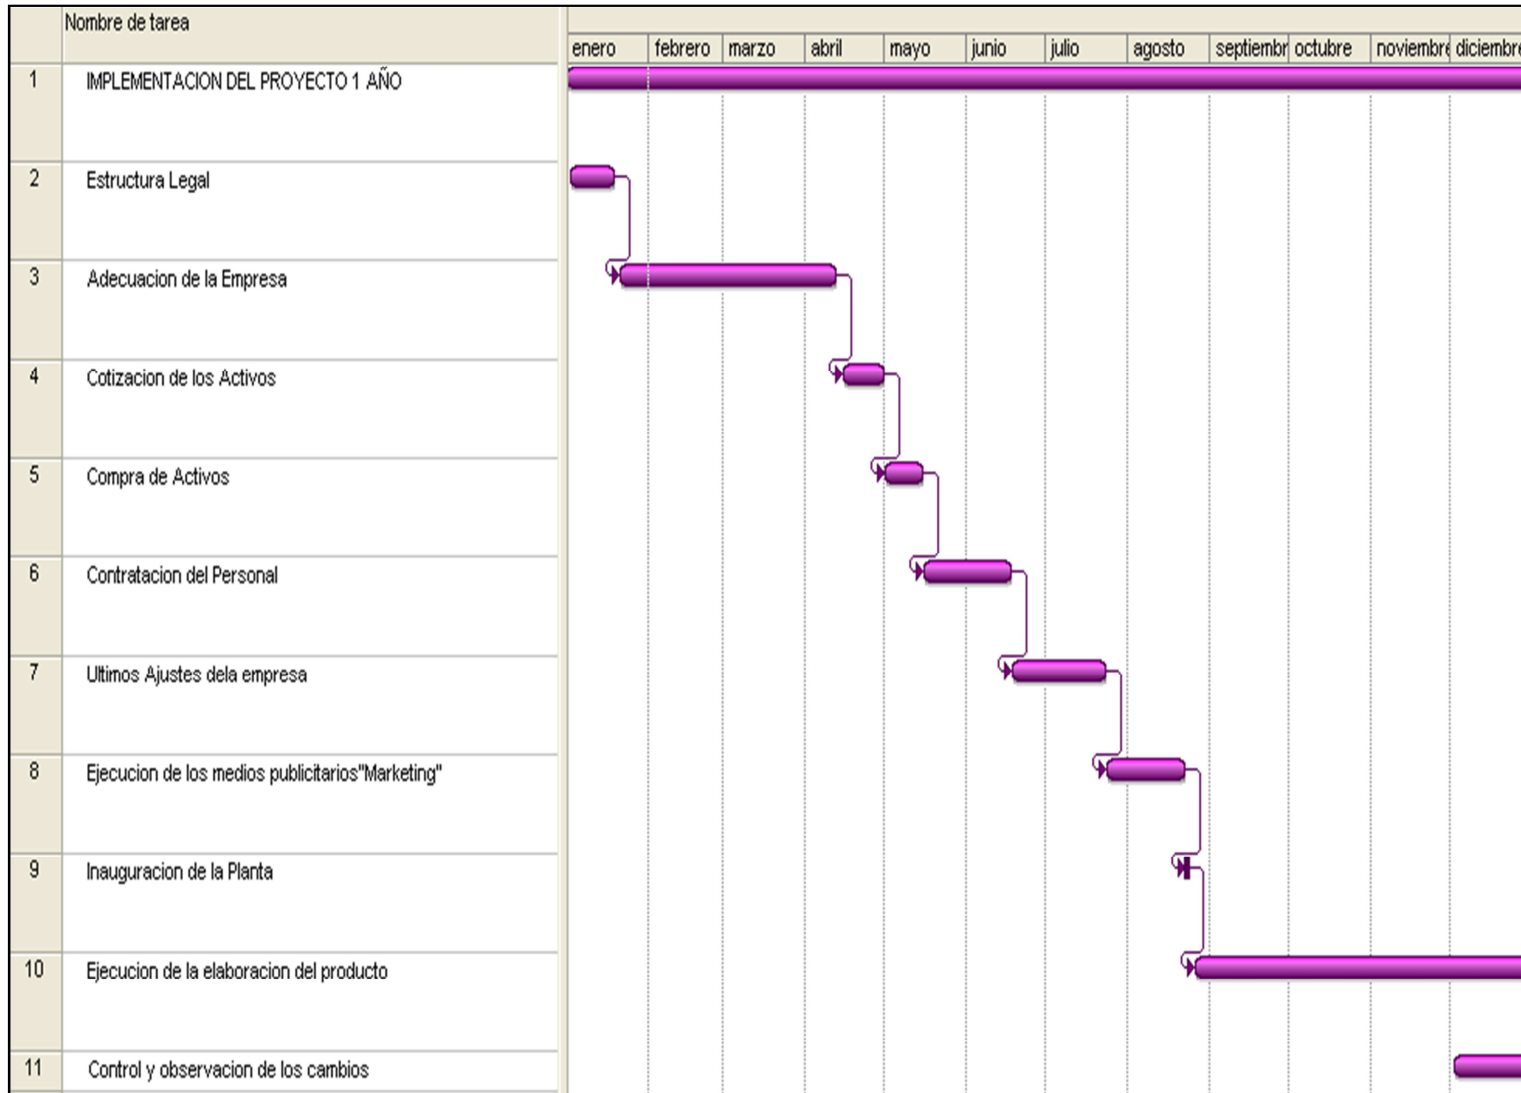 Nombre de tarea
enero febrero marzo abril mayo junio julio agosto septiembr octubre noviembre diciembre
1 IMPLEMENTACION DEL PROYECTO 1 AÑO
2 Estructura Legal
3 Adecuacion de la Empresa
4 Cotizacion de los Activos
5 Compra de Activos
6 Contratacion del Personal
7 Ultimos Ajustes dela empresa
8 Ejecucion de los medios publicitarios"Marketing"
9 Inauguracion de la Planta
10 Ejecucion de la elaboracion del producto
11 Control y observacion de los cambios